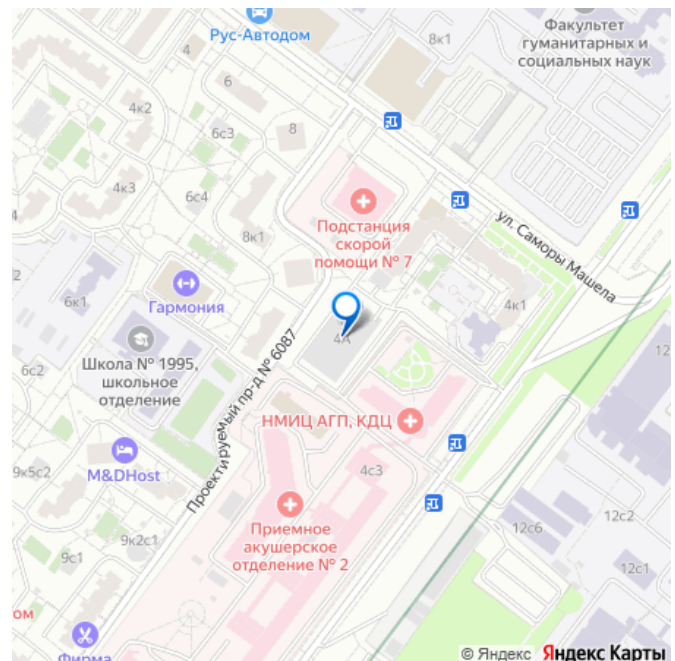 Рус-Автодом
Факультет
гуманитарных и
социальных наук
8к1
4
6
4к2
6с3
8
4к3
6с4
8к1
Подстанция
скорой
помощи № 7
ул. Саморы Машела
2
6к1
Гармония
4к1
4А
12
Школа № 1995,
школьное
отделение
6с2
Проектируемый пр-д № 6087
НМИЦ АГП, КДЦ
M&DHost
9к5с2
4с3
Приемное
акушерское
отделение № 2
12с6
12с2
9к2с1
9с1
12с1
ом
Фирма
© Яндекс Яндекс Карты